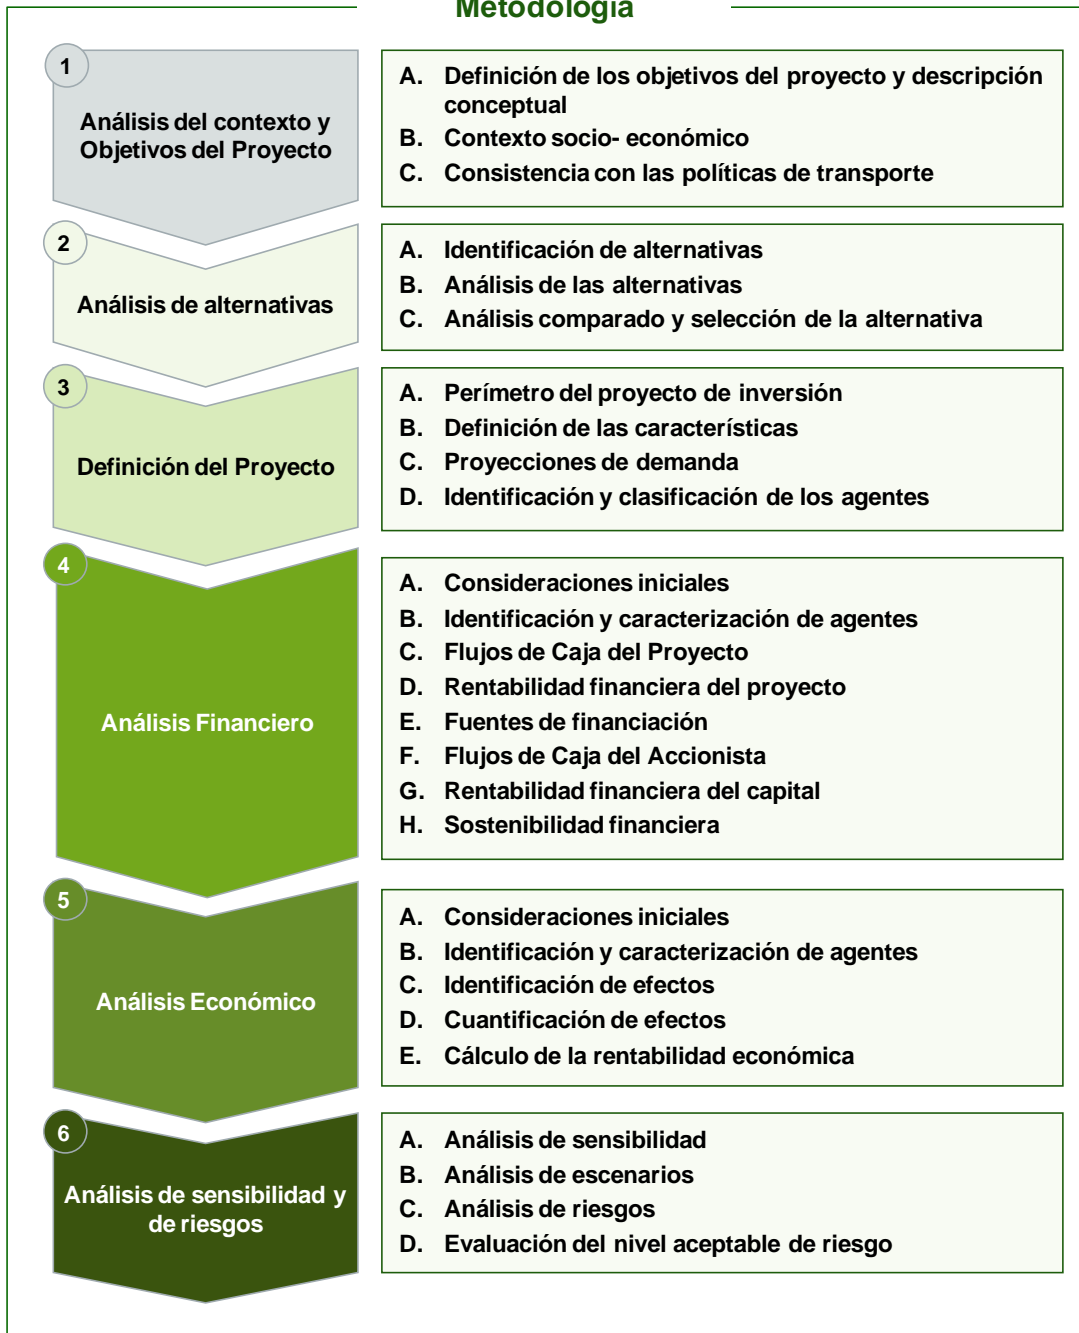 Metodología
1
Análisis del contexto y
Objetivos del Proyecto
A. Definición de los objetivos del proyecto y descripción
conceptual
B. Contexto socio- económico
C. Consistencia con las políticas de transporte
2
Análisis de alternativas
A. Identificación de alternativas
B. Análisis de las alternativas
C. Análisis comparado y selección de la alternativa
3
Definición del Proyecto
A. Perímetro del proyecto de inversión
B. Definición de las características
C. Proyecciones de demanda
D. Identificación y clasificación de los agentes
4
Análisis Financiero
A. Consideraciones iniciales
B. Identificación y caracterización de agentes
C. Flujos de Caja del Proyecto
D. Rentabilidad financiera del proyecto
E. Fuentes de financiación
F. Flujos de Caja del Accionista
G. Rentabilidad financiera del capital
H. Sostenibilidad financiera
5
Análisis Económico
A. Consideraciones iniciales
B. Identificación y caracterización de agentes
C. Identificación de efectos
D. Cuantificación de efectos
E. Cálculo de la rentabilidad económica
6
Análisis de sensibilidad y
de riesgos
A. Análisis de sensibilidad
B. Análisis de escenarios
C. Análisis de riesgos
D. Evaluación del nivel aceptable de riesgo